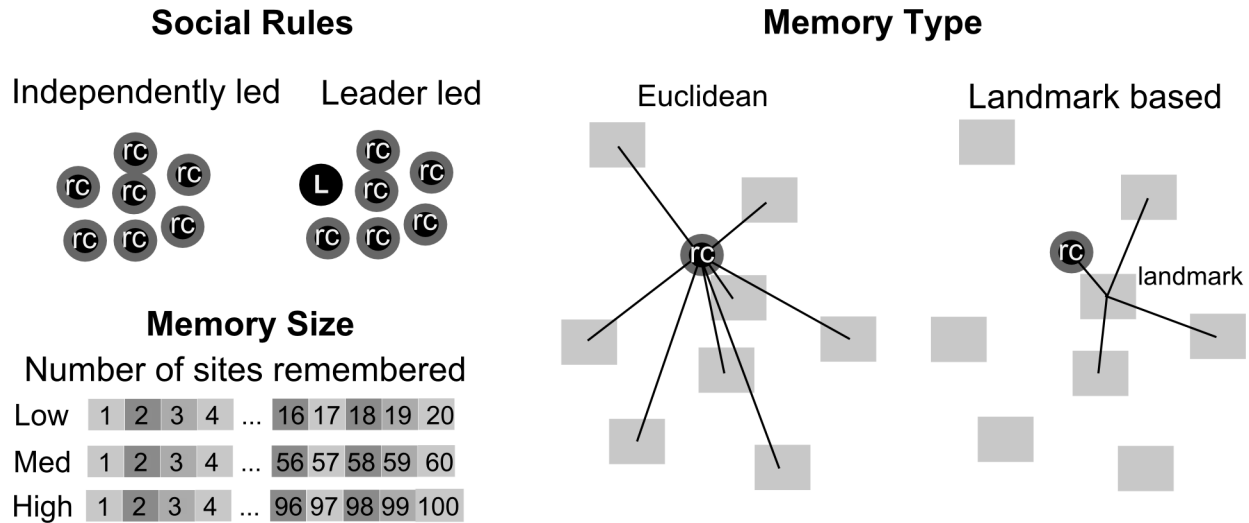 Social Rules
Independently led
Leader led
rc
rc
rc
rc
rc
rc
rc
rc
L
rc
rc
rc
rc
rc
Memory Size
Number of sites remembered
Low 1 2 3 4 ... 16 17 18 19 20
Med 1 2 3 4 ... 56 57 58 59 60
High 1 2 3 4 ... 96 97 98 99 100
Memory Type
Euclidean
Landmark based
rc
rc
landmark